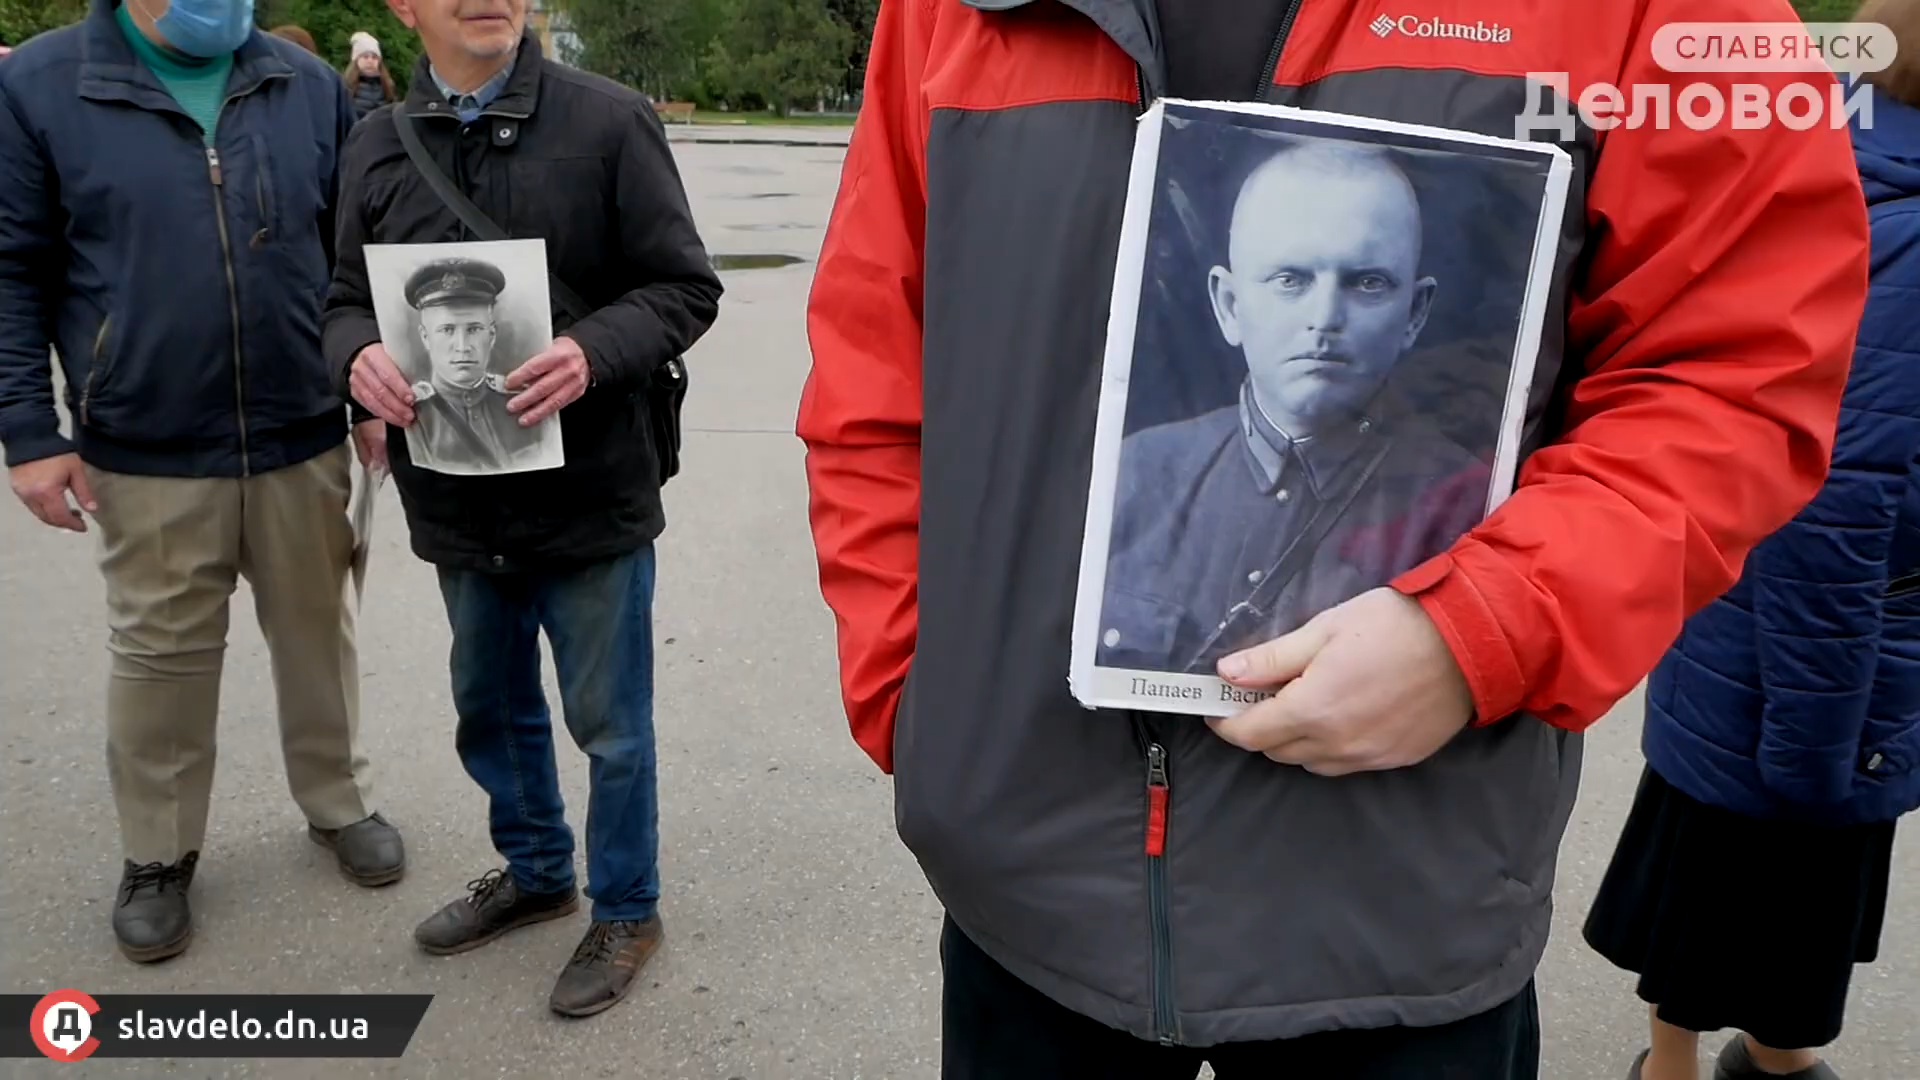 Columbia
СЛАВЯНСК
Деловой
Папаев
slavdelo.dn.ua